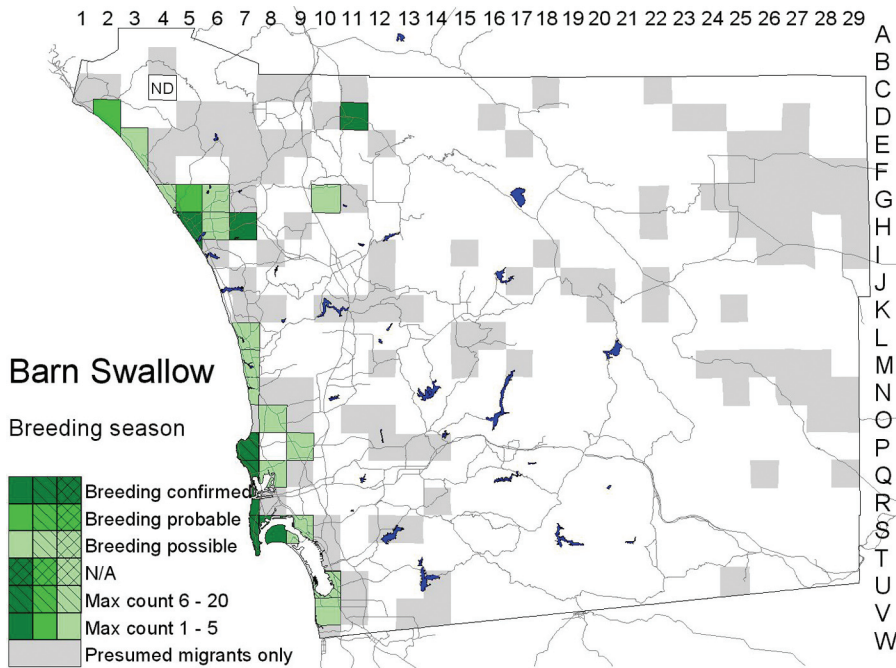 1 2 3 4 5 6 7 8 9 10 11 12 13 14 15 16 17 18 19 20 21 22 23 24 25 26 27 28 29
A
B
C
ND
D
E
F
G
H
I
J
K
L
M
N
O
P
Q
R
S
T
U
V
W
Barn Swallow
Breeding season
Breeding confirmed
Breeding probable
Breeding possible
N/A
Max count 6 - 20
Max count 1 - 5
Presumed migrants only